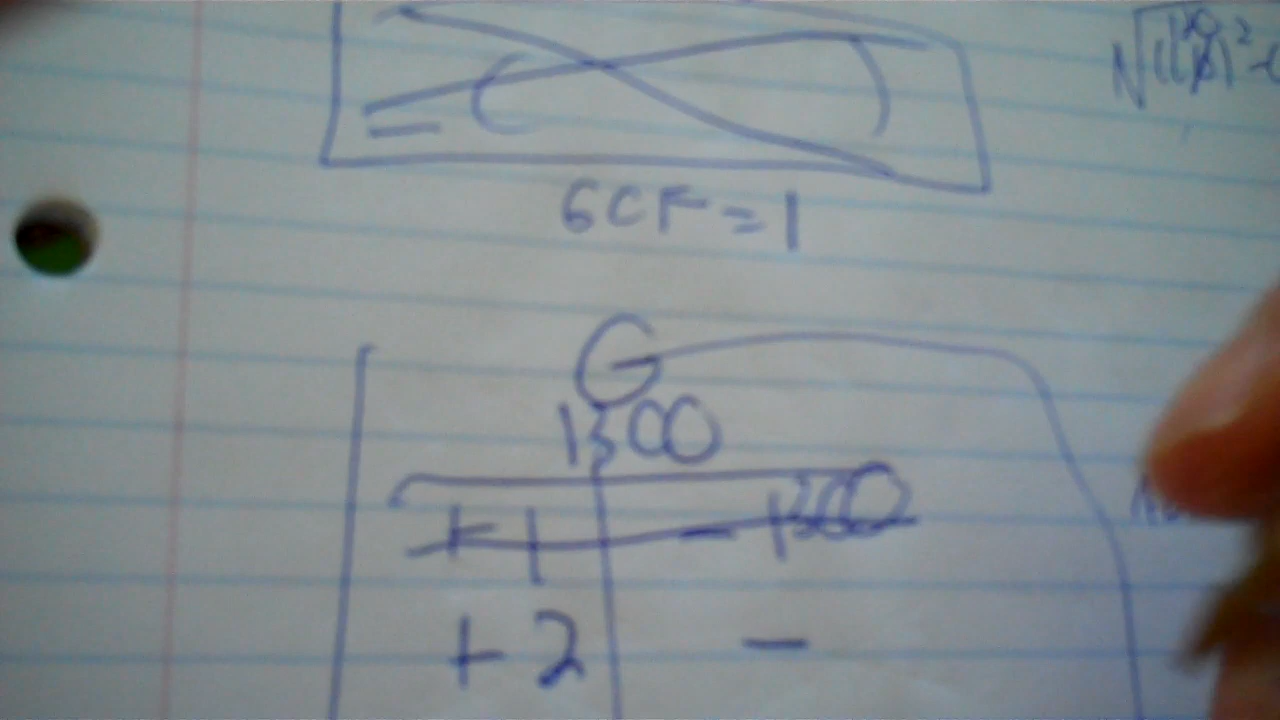 =
GCF = 1
G
1300
+ 1 - 1300
+ 2 -